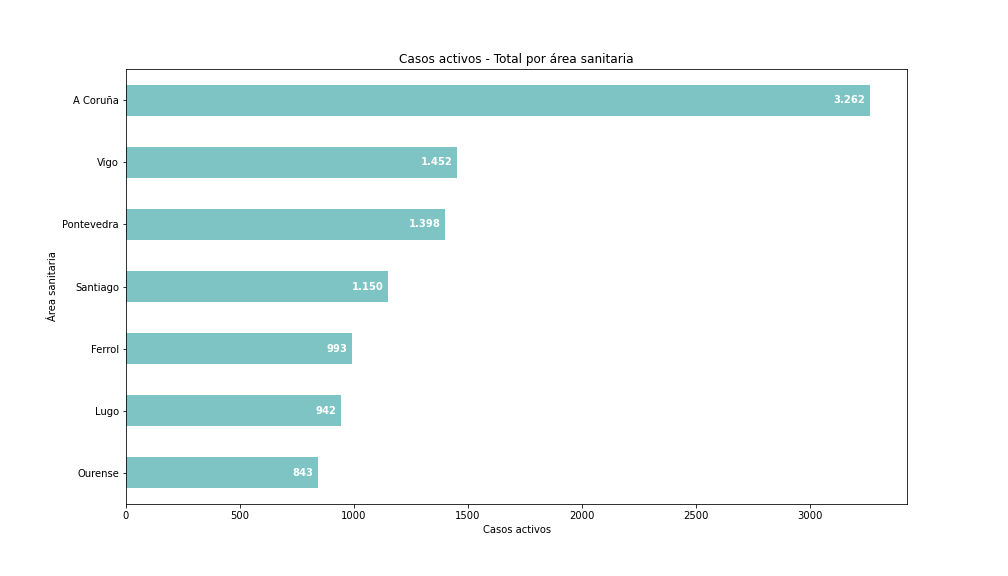 Casos activos - Total por área sanitaria
A Coruña
3.262
Vigo
1.452
Pontevedra
1.398
Santiago
1.150
Ferrol
993
Lugo
942
Ourense
843
Área sanitaria
0 500 1000 1500 2000 2500 3000
Casos activos